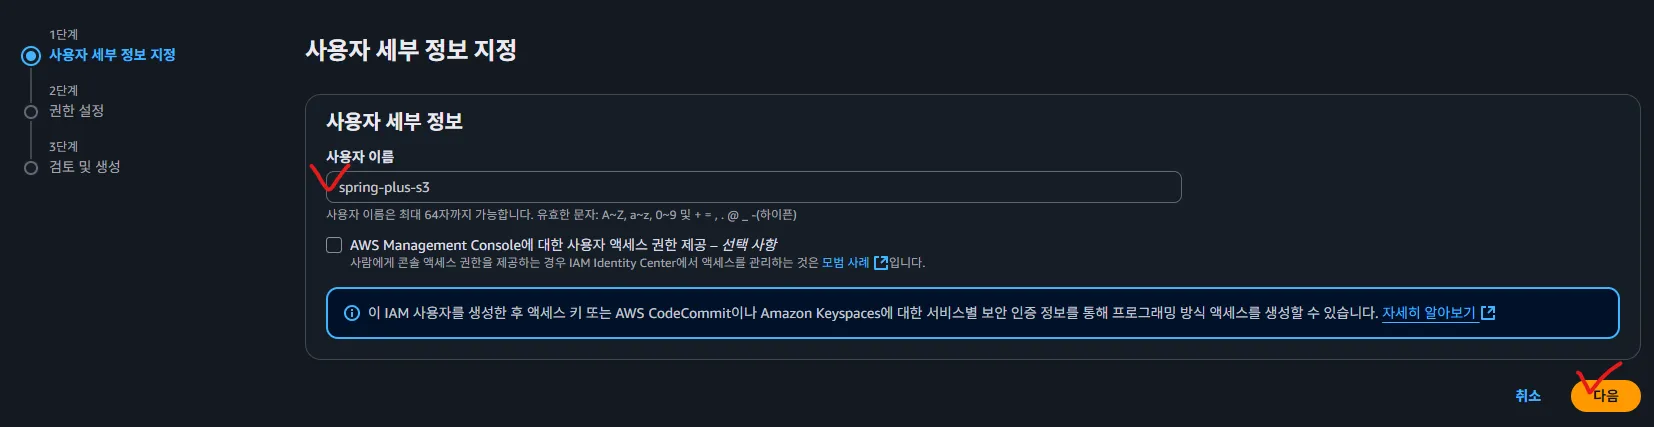 1단계
사용자 세부 정보 지정
2단계
권한 설정
3단계
검토 및 생성
사용자 세부 정보 지정
사용자 세부 정보
사용자 이름
spring-plus-s3
사용자 이름은 최대 64자까지 가능합니다. 유효한 문자: A~Z, a~z, 0~9 및 + = , . @ _ -(하이픈)
AWS Management Console에 대한 사용자 액세스 권한 제공 – 선택 사항
사람에게 콘솔 액세스 권한을 제공하는 경우 IAM Identity Center에서 액세스를 관리하는 것은 모범 사례입니다.
이 IAM 사용자를 생성한 후 액세스 키 또는 AWS CodeCommit이나 Amazon Keyspaces에 대한 서비스별 보안 인증 정보를 통해 프로그래밍 방식 액세스를 생성할 수 있습니다. 자세히 알아보기
취소
다음